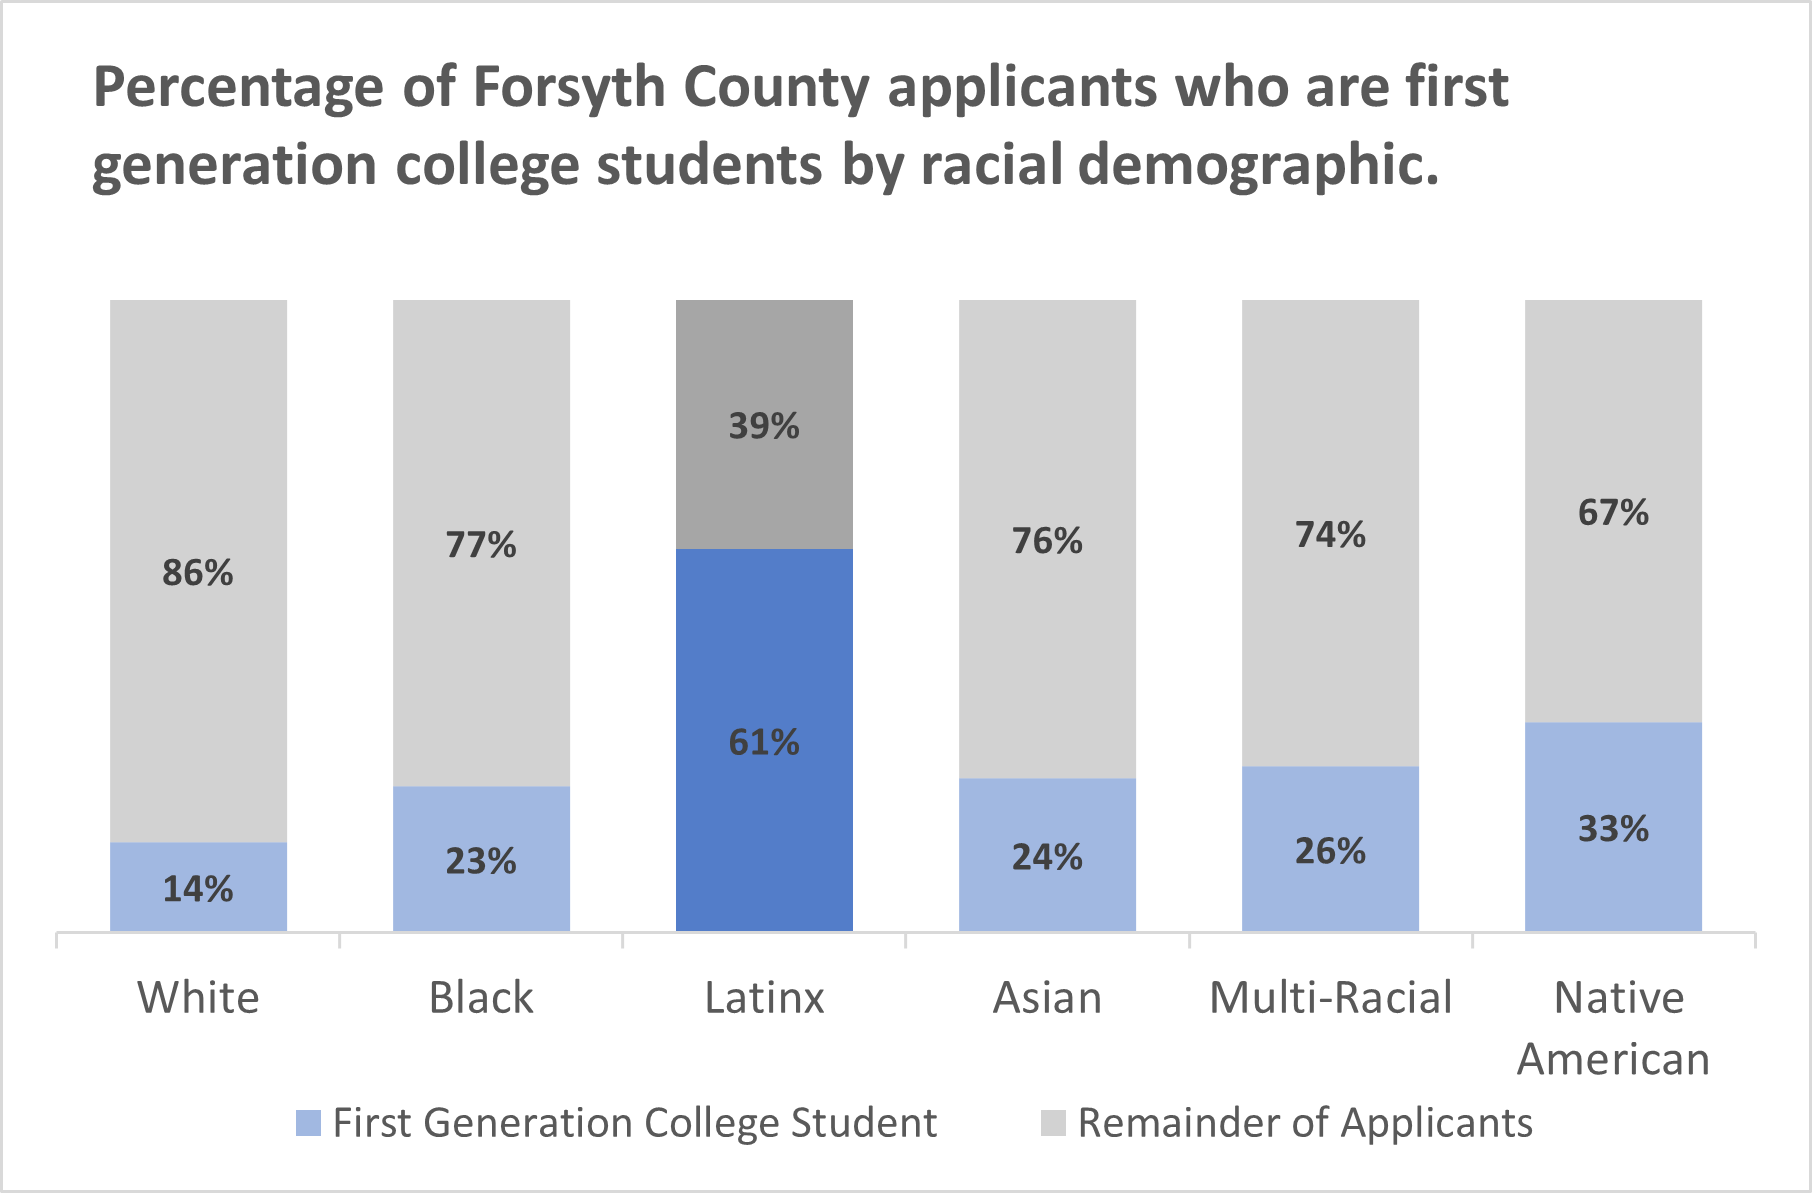 Percentage of Forsyth County applicants who are first
generation college students by racial demographic.
39%
67%
86%
77%
76%
74%
61%
14%
23%
24%
26%
33%
White
Black
Latinx
Asian
Multi-Racial
Native
American
First Generation College Student
Remainder of Applicants